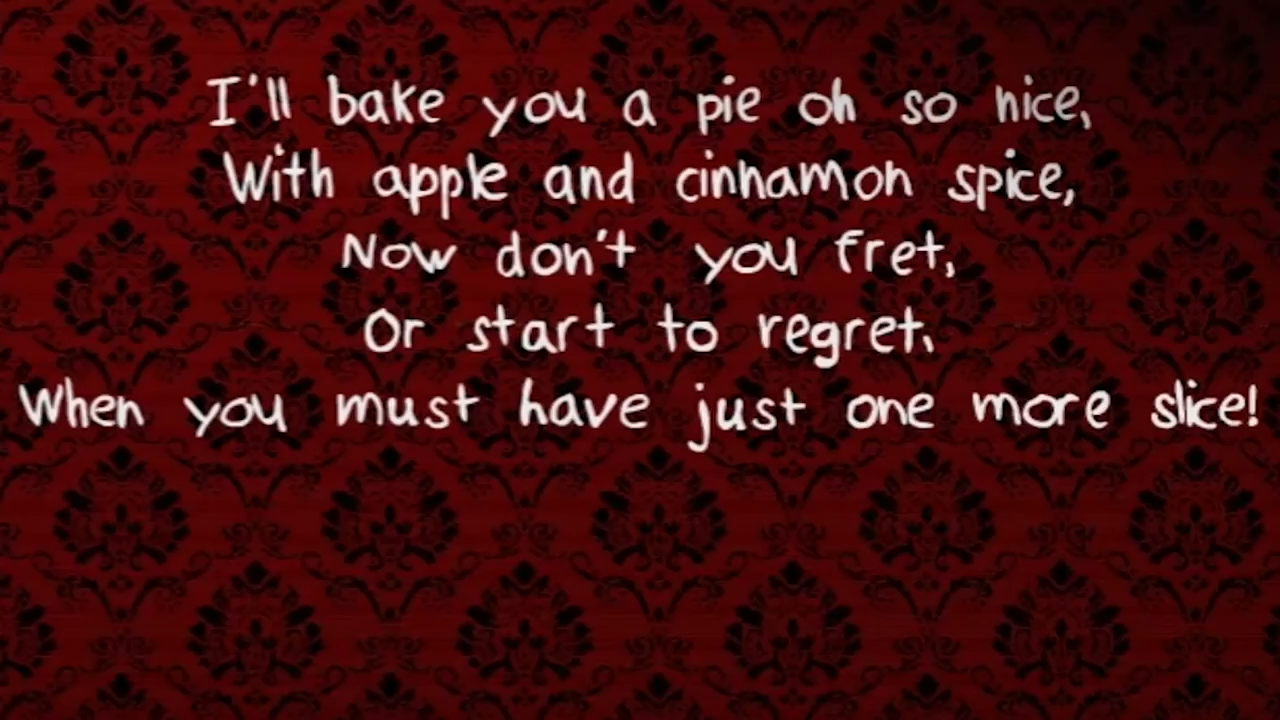 I'll bake you a pie oh so nice,
With apple and cinnamon spice,
Now don't you fret,
Or start to regret,
When you must have just one more slice!